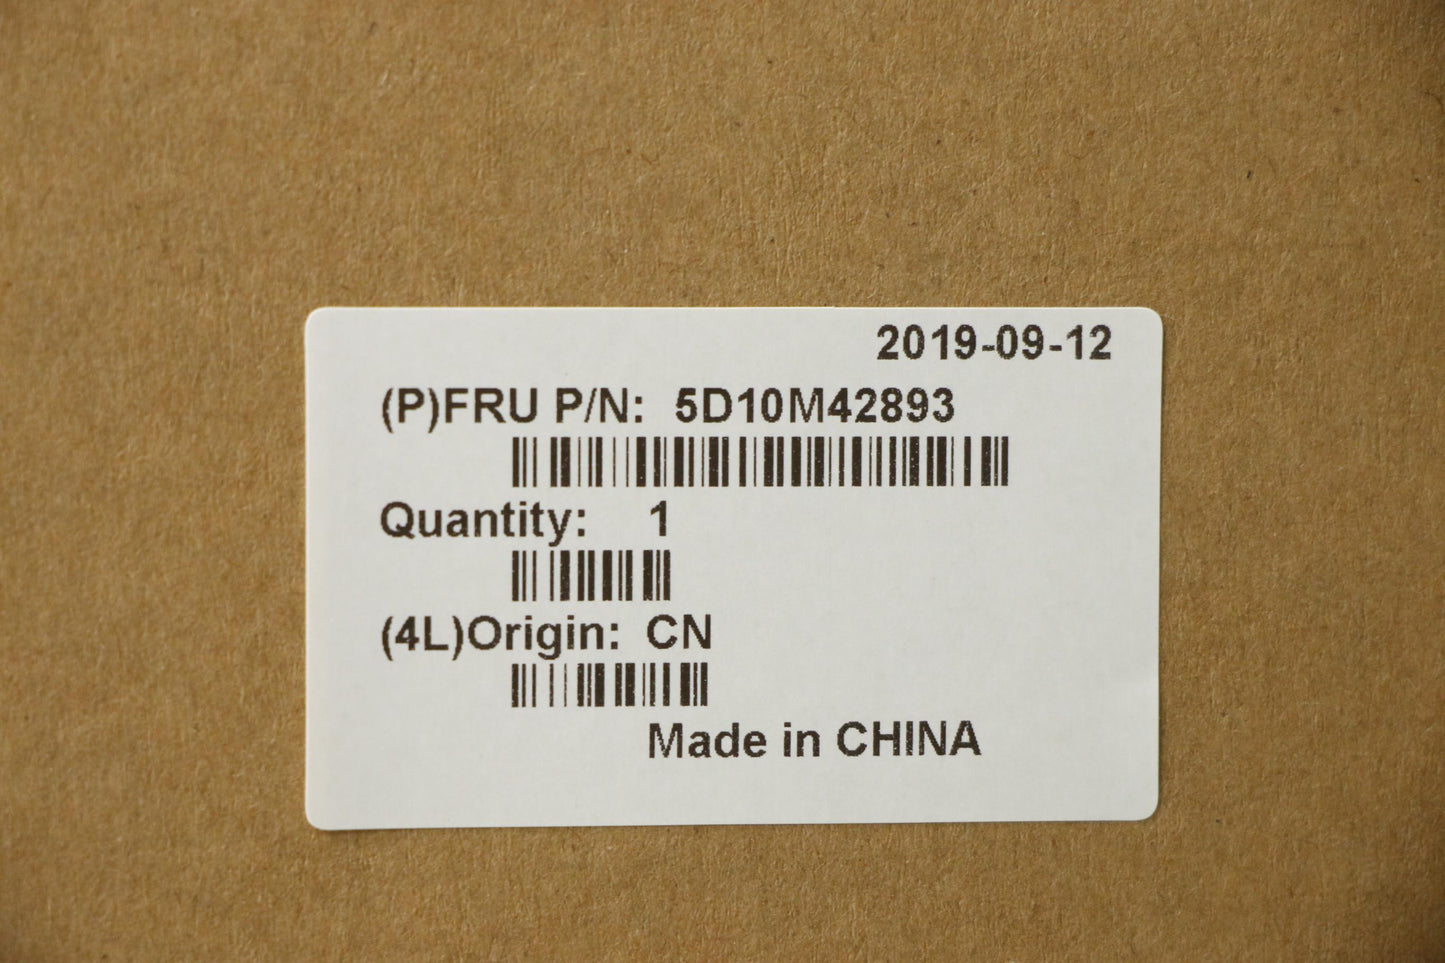 2019-09-12
(P)FRU P/N: 5D10M42893
Quantity: 1
(4L)Origin: CN
Made in CHINA